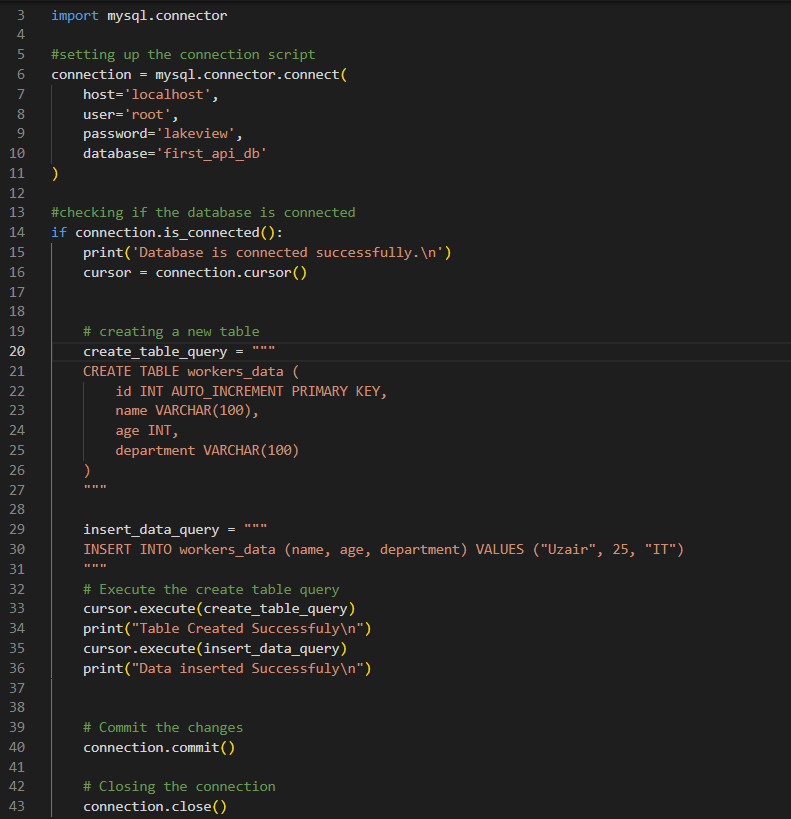 3 import mysql.connector
4
5 #setting up the connection script
6 connection = mysql.connector.connect(
7     host='localhost',
8     user='root',
9     password='lakeview',
10     database='first_api_db'
11 )
12
13 #checking if the database is connected
14 if connection.is_connected():
15     print('Database is connected successfully.\n')
16     cursor = connection.cursor()
17
18
19     # creating a new table
20     create_table_query = """
21     CREATE TABLE workers_data (
22         id INT AUTO_INCREMENT PRIMARY KEY,
23         name VARCHAR(100),
24         age INT,
25         department VARCHAR(100)
26     )
27     """
28
29     insert_data_query = """
30     INSERT INTO workers_data (name, age, department) VALUES ("Uzair", 25, "IT")
31     """
32     # Execute the create table query
33     cursor.execute(create_table_query)
34     print("Table Created Successfuly\n")
35     cursor.execute(insert_data_query)
36     print("Data inserted Successfuly\n")
37
38
39     # Commit the changes
40     connection.commit()
41
42     # Closing the connection
43     connection.close()